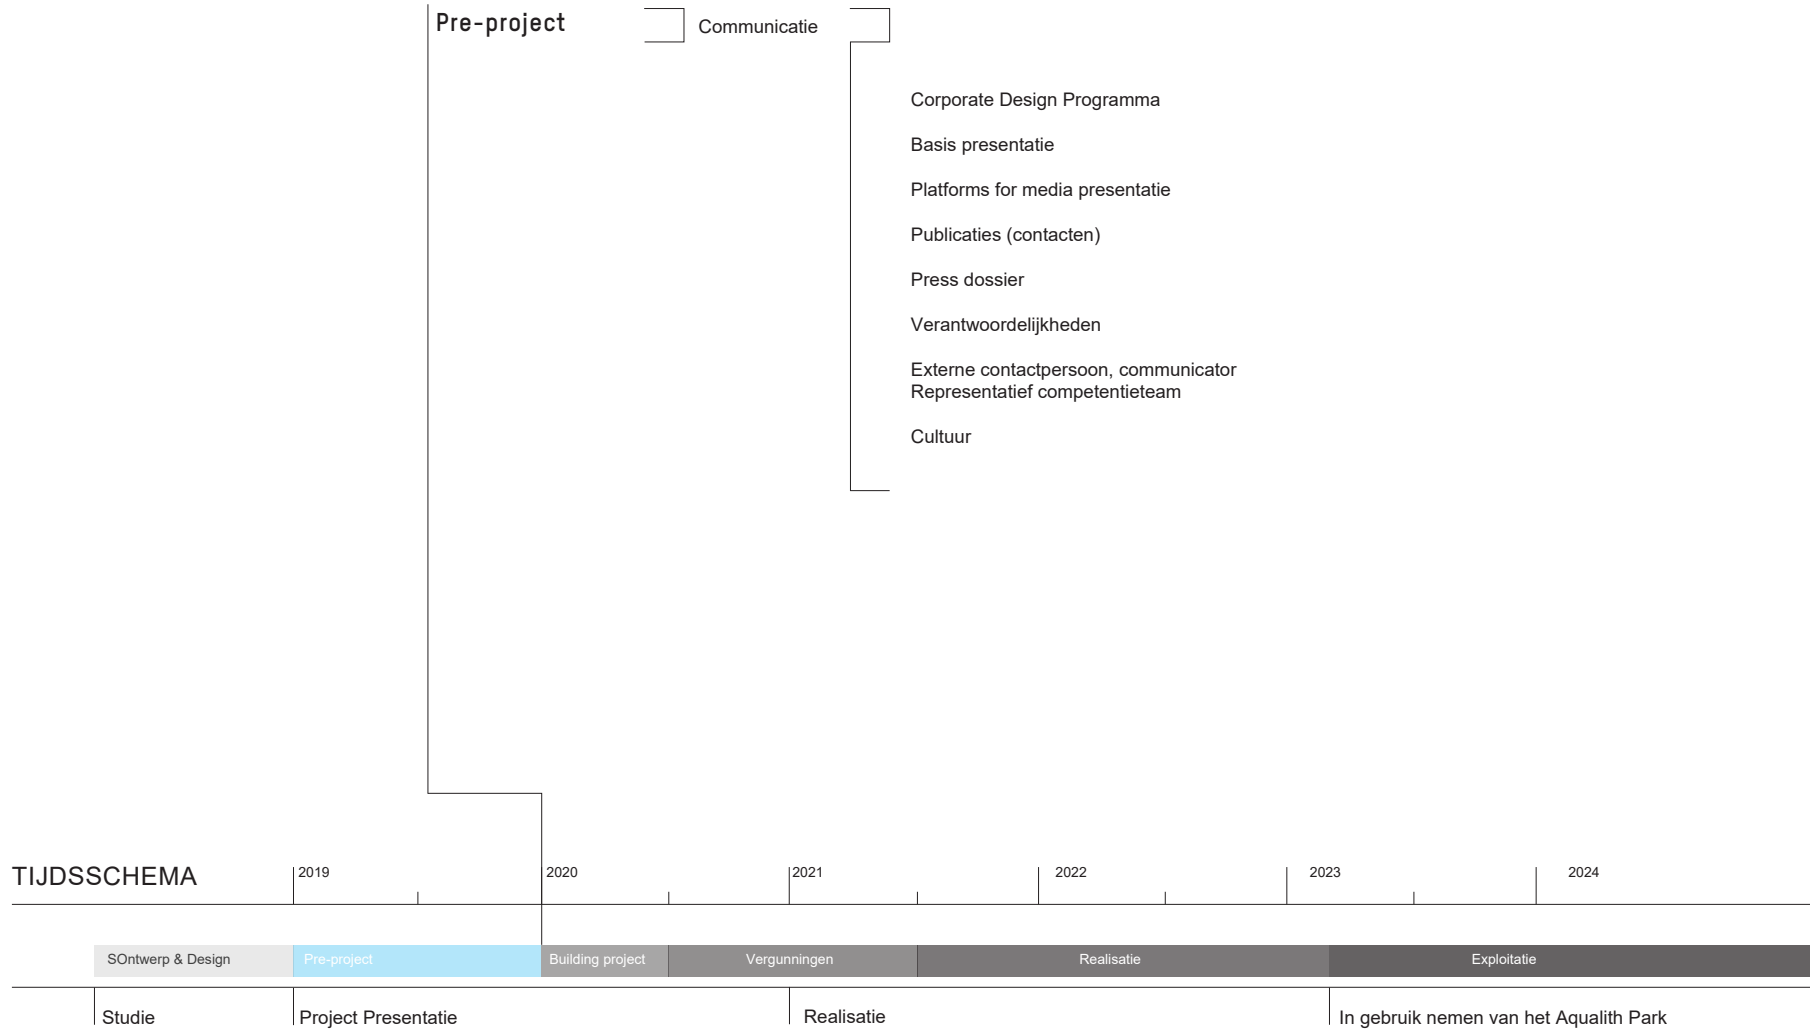 Pre-project
Communicatie
Corporate Design Programma
Basis presentatie
Platforms for media presentatie
Publicaties (contacten)
Press dossier
Verantwoordelijkheden
Externe contactpersoon, communicator
Representatief competentieteam
Cultuur
TIJDSSCHEMA
2019
2020
2021
2022
2023
2024
SOntwerp & Design
Pre-project
Building project
Vergunningen
Realisatie
Exploitatie
Studie
Project Presentatie
Realisatie
In gebruik nemen van het Aqualith Park